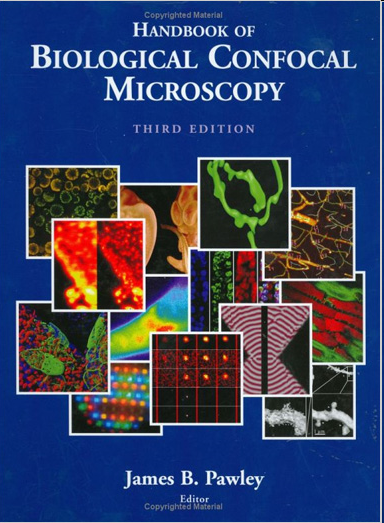 Copyrighted Material
HANDBOOK OF
BIOLOGICAL CONFOCAL
MICROSCOPY
THIRD EDITION
James B. Pawley
Editor
Copyrighted Material